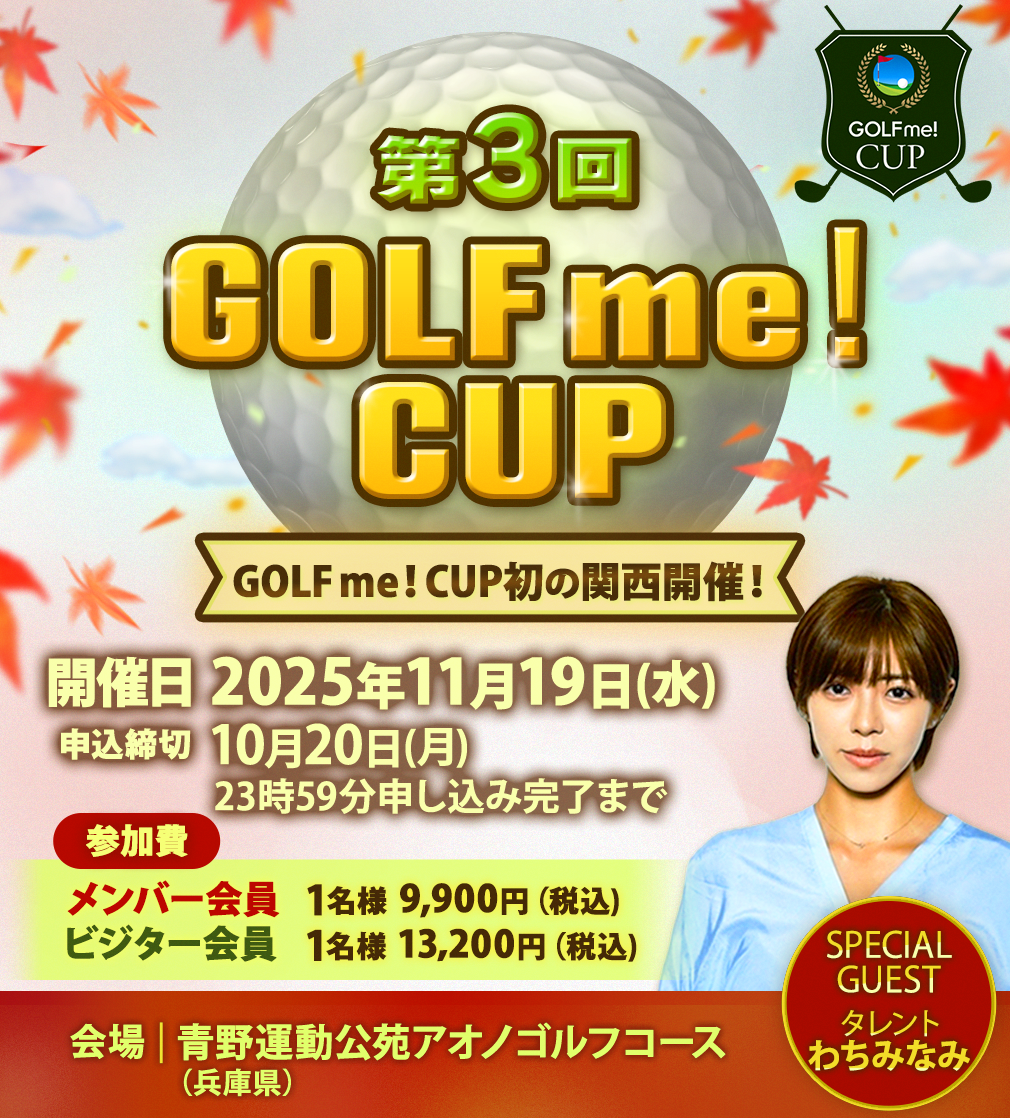 GOLFme!
CUP
第3回
GOLF me!
CUP
GOLF me! CUP初の関西開催!
開催日 2025年11月19日(水)
申込締切 10月20日(月)
23時59分申し込み完了まで
参加費
メンバー会員 1名様 9,900円（税込)
ビジター会員 1名様 13,200円（税込)
SPECIAL
GUEST
タレント
わちみなみ
会場｜青野運動公苑アオノゴルフコース
（兵庫県）